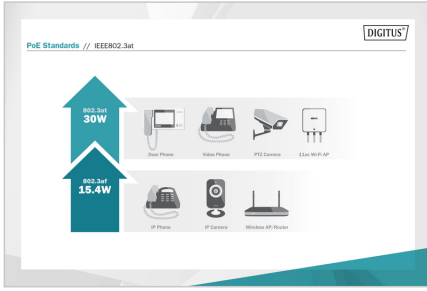 DIGITUS®
PoE Standards // IEEE802.3at
802.3at
30W
Door Phone Video Phone PTZ Camera 11ac Wi-Fi AP
802.3af
15.4W
IP Phone IP Camera Wireless AP/Router